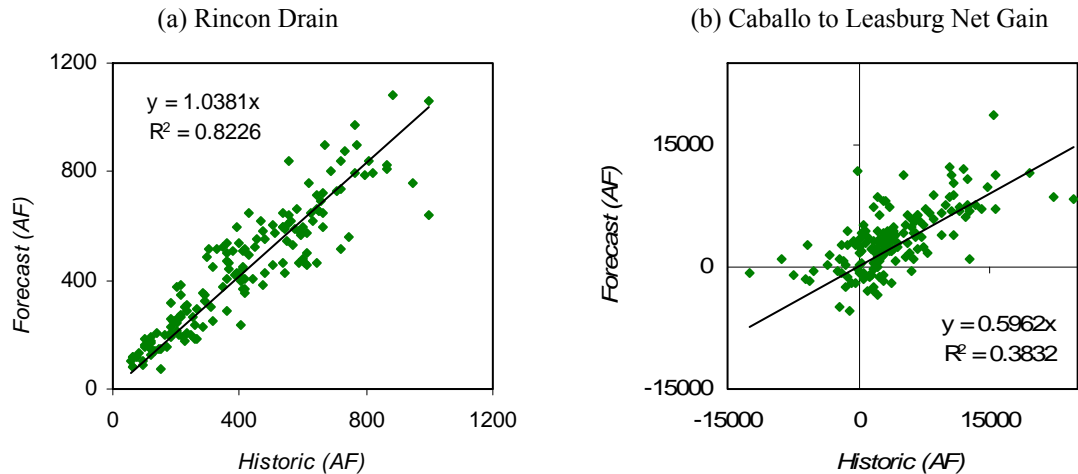 (a) Rincon Drain
1200
800
400
0
0 400 800 1200
y = 1.0381x
R² = 0.8226
Forecast (AF)
Historic (AF)
(b) Caballo to Leasburg Net Gain
15000
0
-15000
-15000 0 15000
y = 0.5962x
R² = 0.3832
Forecast (AF)
Historic (AF)